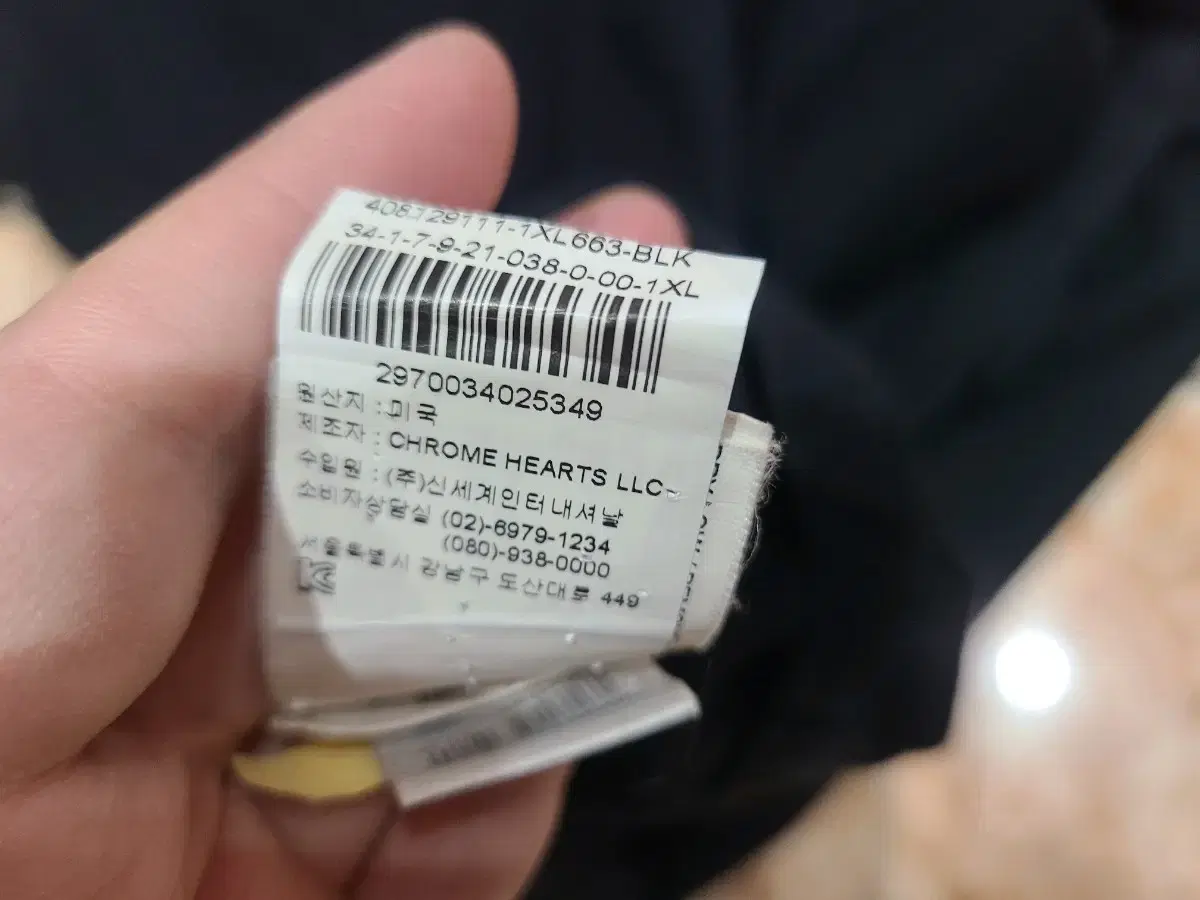 408129111-1XL663-BLK
34-1-7-9-21-038-0-00-1XL
2970034025349
원산지 : 미국
제조자 : CHROME HEARTS LLC
수입원 : (주)신세계인터내셔날
소비자상담실 (02)-6979-1234
(080)-938-0000
서울특별시 강남구 도산대로 449